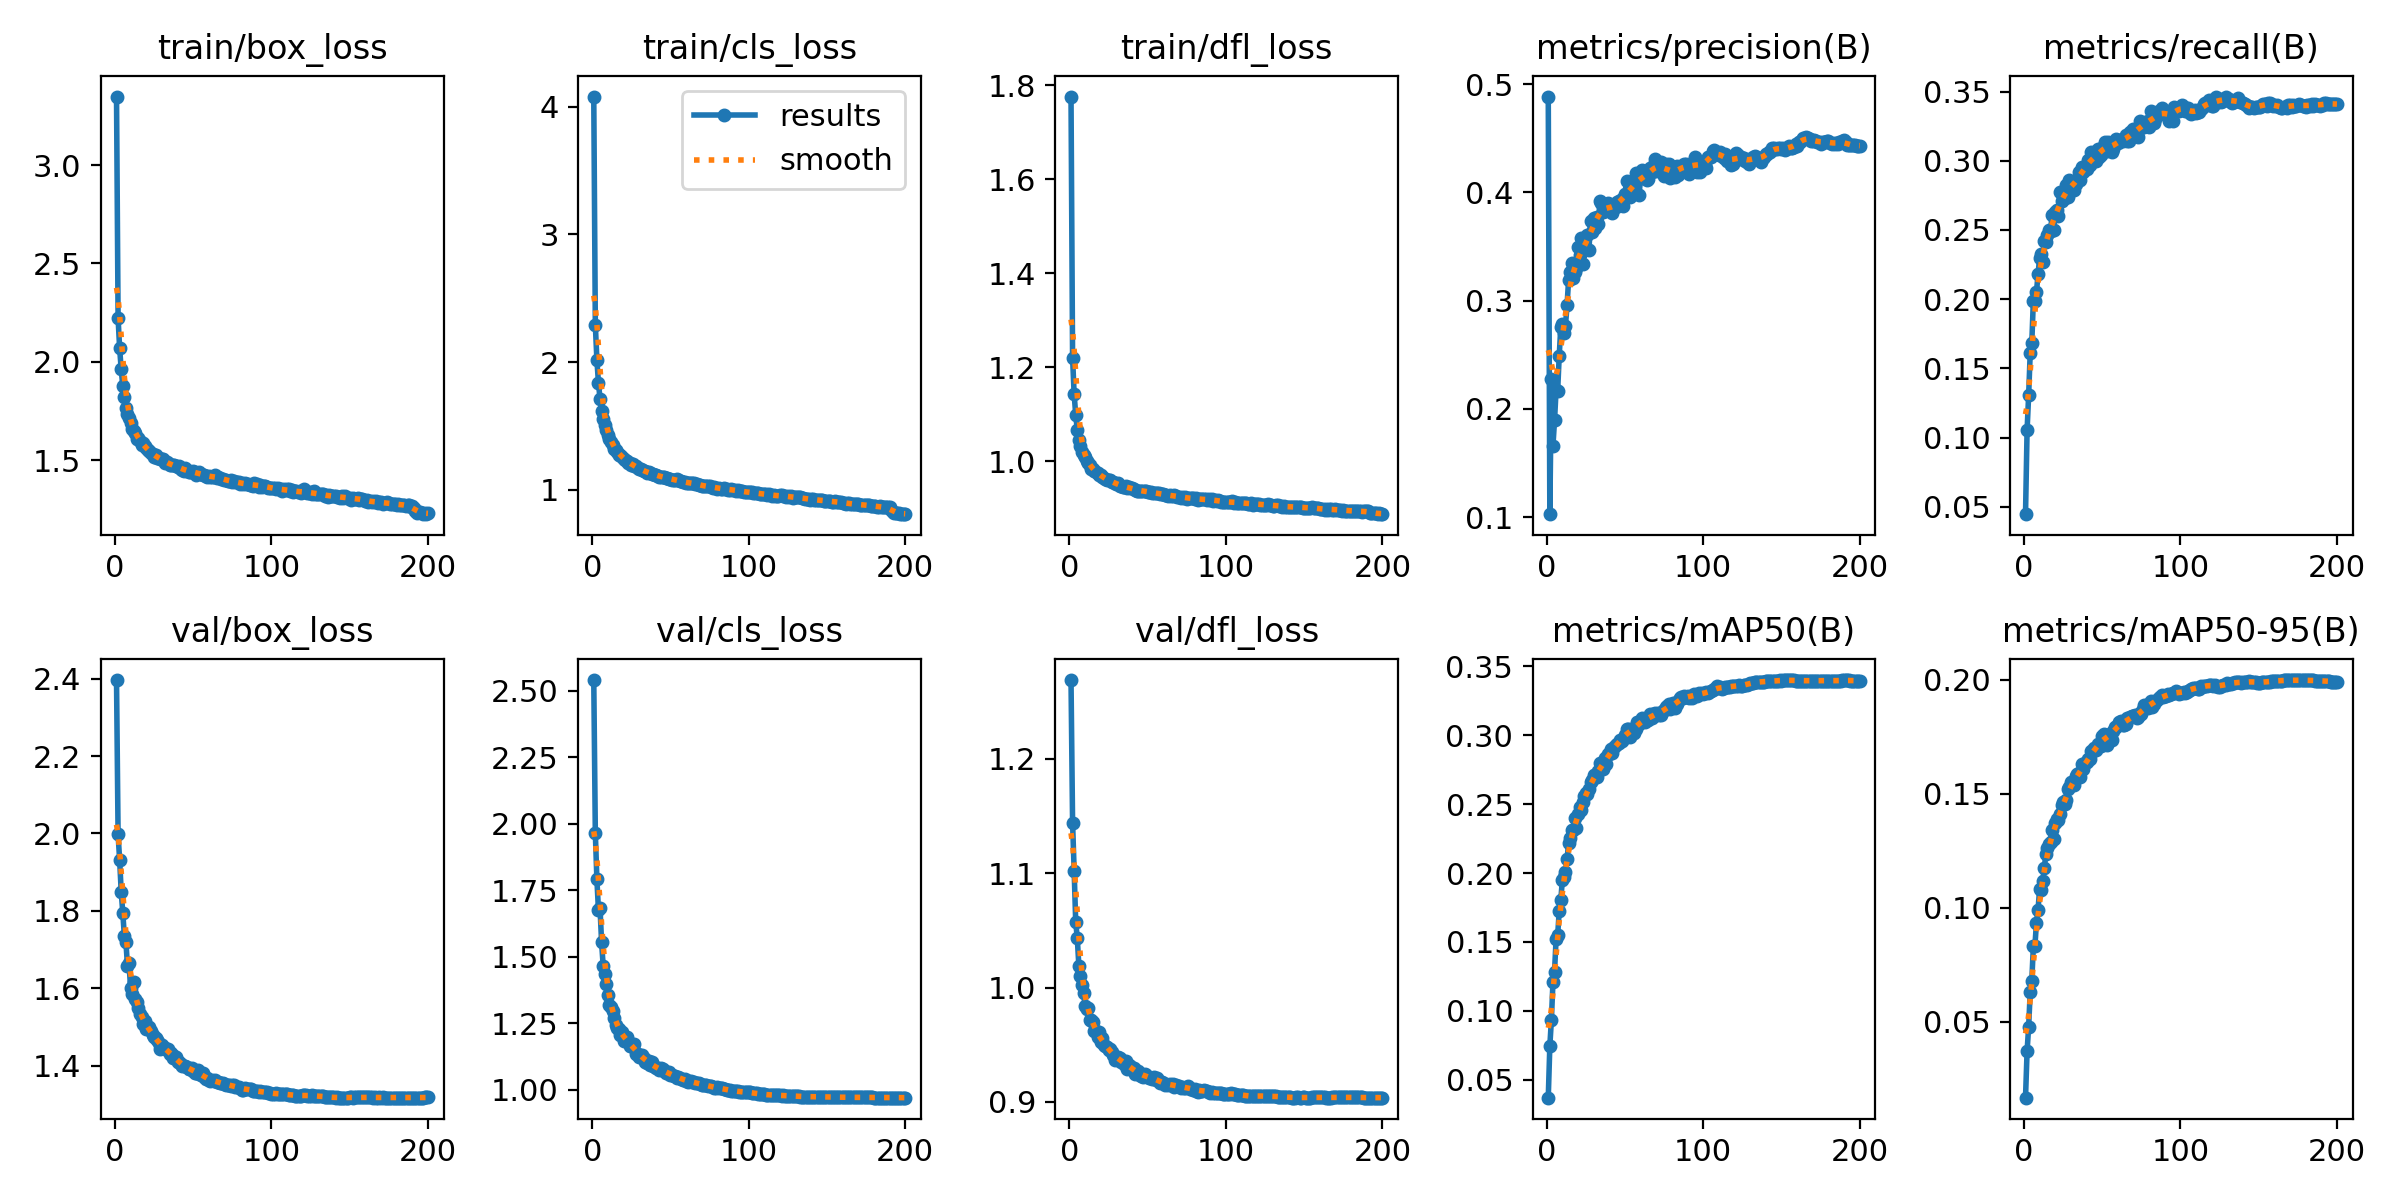 train/box_loss
3.0
2.5
2.0
1.5
0 100 200
train/cls_loss
results
smooth
4
3
2
1
0 100 200
train/dfl_loss
1.8
1.6
1.4
1.2
1.0
0 100 200
metrics/precision(B)
0.5
0.4
0.3
0.2
0.1
0 100 200
metrics/recall(B)
0.35
0.30
0.25
0.20
0.15
0.10
0.05
0 100 200
val/box_loss
2.4
2.2
2.0
1.8
1.6
1.4
0 100 200
val/cls_loss
2.50
2.25
2.00
1.75
1.50
1.25
1.00
0 100 200
val/dfl_loss
1.2
1.1
1.0
0.9
0 100 200
metrics/mAP50(B)
0.35
0.30
0.25
0.20
0.15
0.10
0.05
0 100 200
metrics/mAP50-95(B)
0.20
0.15
0.10
0.05
0 100 200